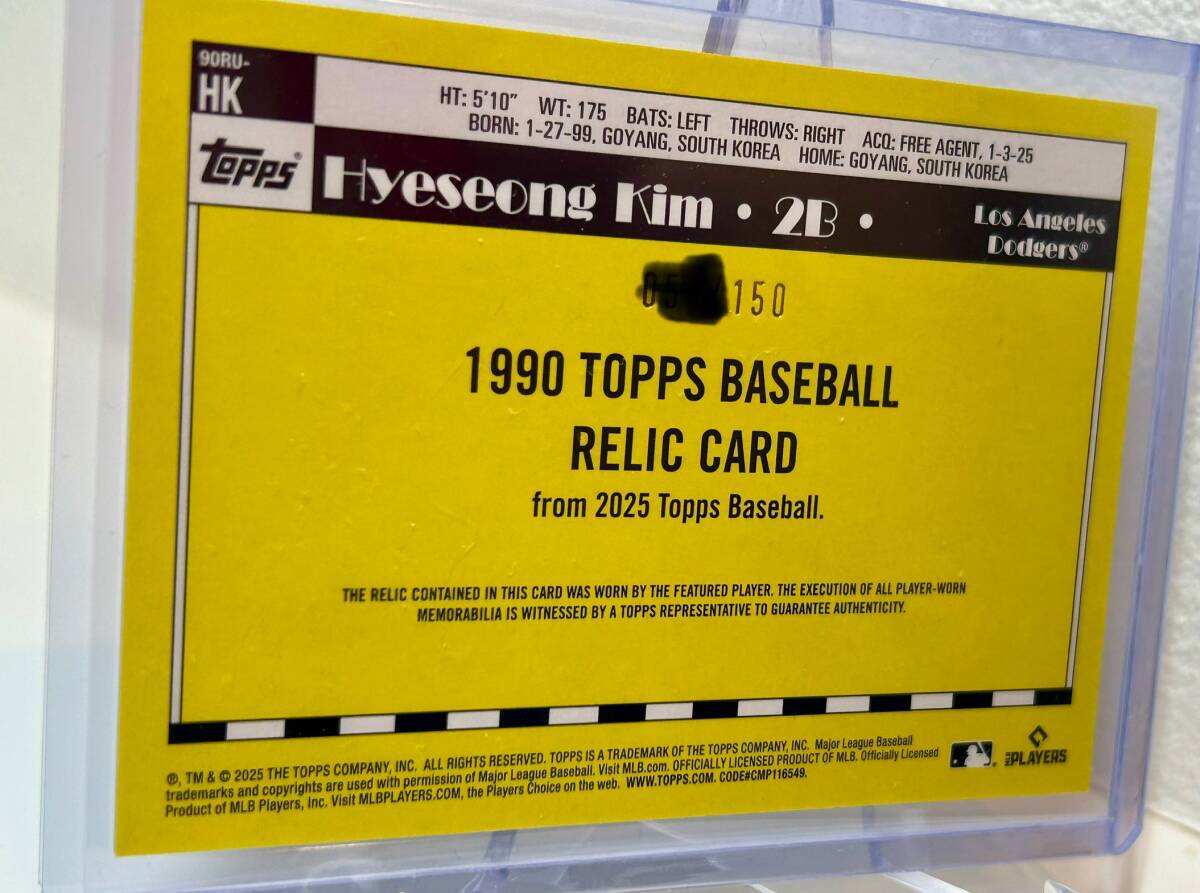 90RU-
HK
HT: 5'10" WT: 175 BATS: LEFT THROWS: RIGHT ACQ: FREE AGENT, 1-3-25
BORN: 1-27-99, GOYANG, SOUTH KOREA HOME: GOYANG, SOUTH KOREA
topps®
Hyeseong Kim • 2B •
Los Angeles
Dodgers®
150
1990 TOPPS BASEBALL
RELIC CARD
from 2025 Topps Baseball.
THE RELIC CONTAINED IN THIS CARD WAS WORN BY THE FEATURED PLAYER. THE EXECUTION OF ALL PLAYER-WORN
MEMORABILIA IS WITNESSED BY A TOPPS REPRESENTATIVE TO GUARANTEE AUTHENTICITY.
®, TM & © 2025 THE TOPPS COMPANY, INC. ALL RIGHTS RESERVED. TOPPS IS A TRADEMARK OF THE TOPPS COMPANY, INC. Major League Baseball
trademarks and copyrights are used with permission of Major League Baseball. Visit MLB.com. OFFICIALLY LICENSED PRODUCT OF MLB. Officially Licensed
Product of MLB Players, Inc. Visit MLBPLAYERS.COM, the Players Choice on the web. WWW.TOPPS.COM. CODE#CMP116549.
MLB PLAYERS